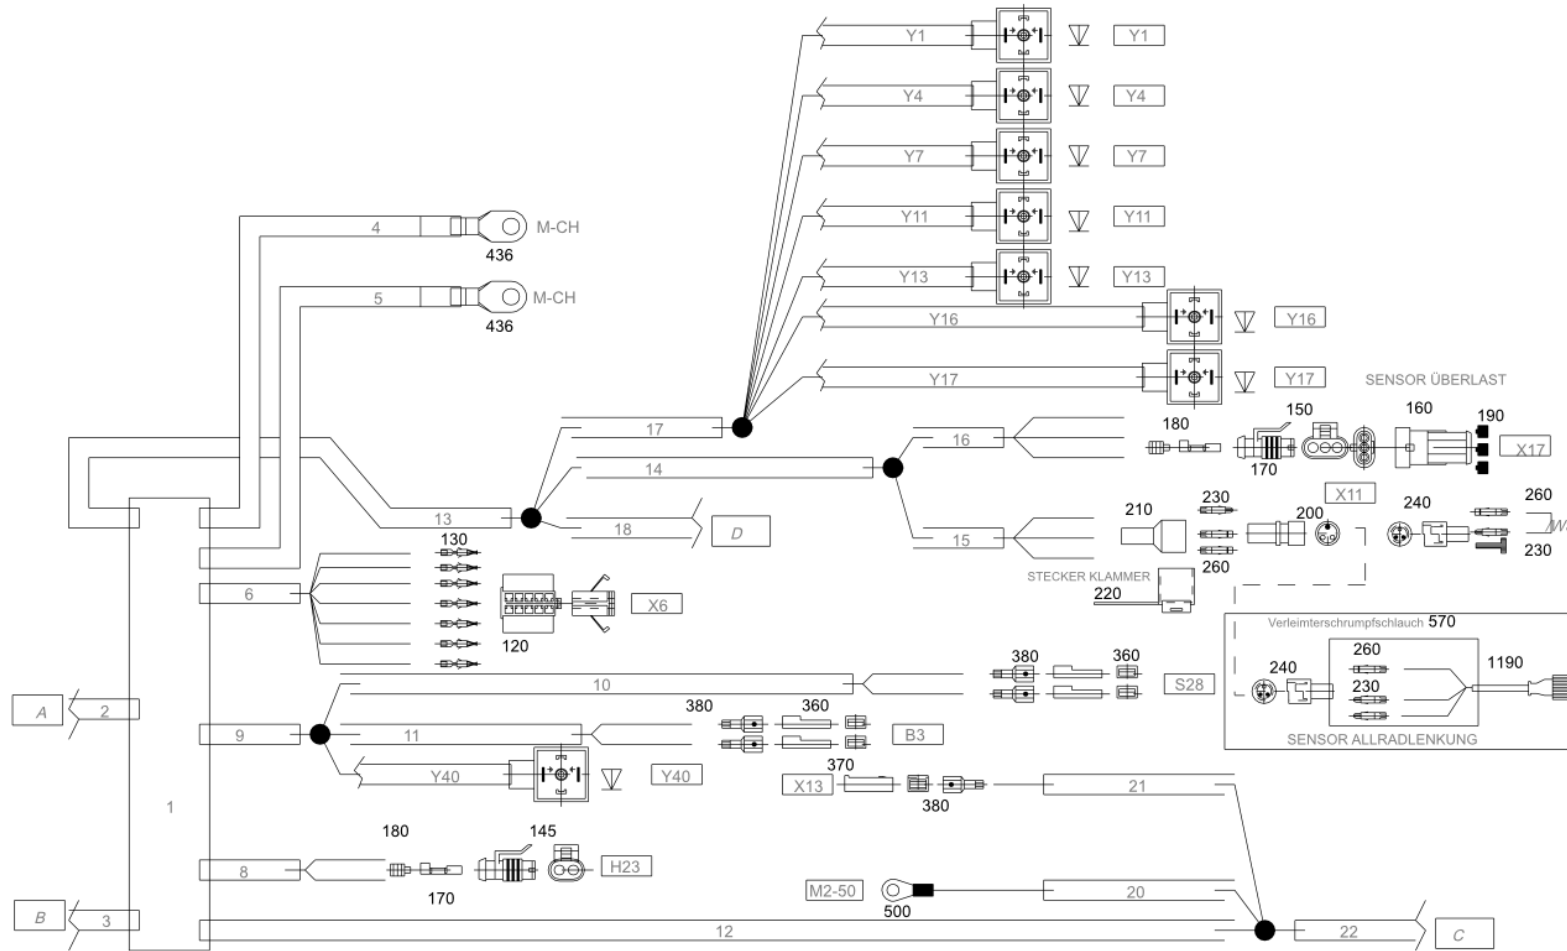 Y1 Y1
Y4 Y4
Y7 Y7
Y11 Y11
4 M-CH
436
Y13 Y13
5 M-CH
436
Y16 Y16
Y17 Y17
SENSOR ÜBERLAST
17 16 180 150 160 190
170 X17
14
X11
13 18 D
130
15 210 230 200 240 260
260 230
STECKER KLAMMER
220
6 X6
120
Verleimterschrumpfschlauch 570
260
240 1190
230
SENSOR ALLRADLENKUNG
10 380 360 S28
A 2
9 11 380 360 B3
Y40 Y40
X13 370 21
380
1
180 145
8 H23
170
M2-50 20
500
B 3
12 22 C